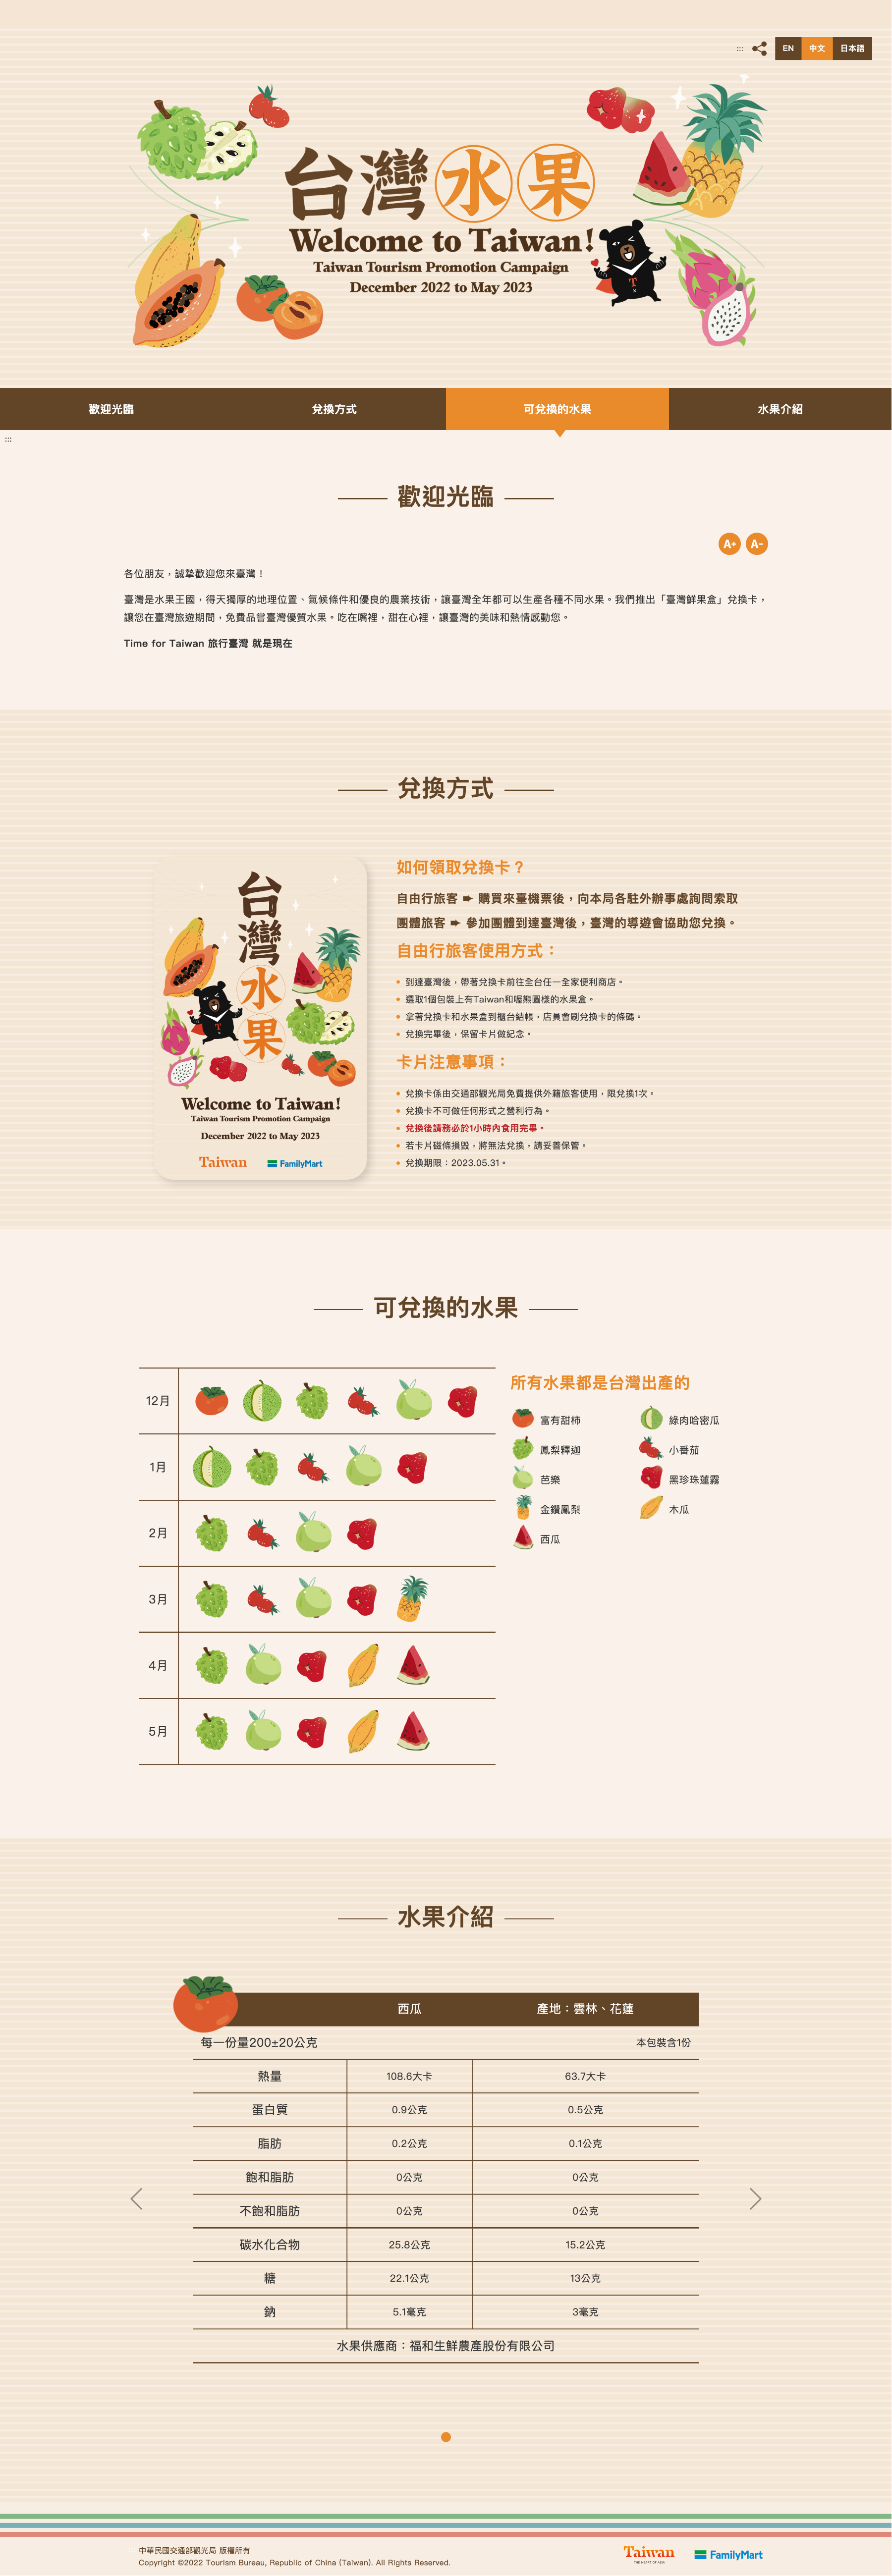 :::
EN 中文 日本語
台灣水果
Welcome to Taiwan!
Taiwan Tourism Promotion Campaign
December 2022 to May 2023
T
歡迎光臨 兌換方式 可兌換的水果 水果介紹
:::
歡迎光臨
A+ A-
各位朋友，誠摯歡迎您來臺灣！
臺灣是水果王國，得天獨厚的地理位置、氣候條件和優良的農業技術，讓臺灣全年都可以生產各種不同水果。我們推出「臺灣鮮果盒」兌換卡，
讓您在臺灣旅遊期間，免費品嘗臺灣優質水果。吃在嘴裡，甜在心裡，讓臺灣的美味和熱情感動您。
Time for Taiwan 旅行臺灣 就是現在
兌換方式
台灣水果
Welcome to Taiwan!
Taiwan Tourism Promotion Campaign
December 2022 to May 2023
Taiwan FamilyMart
如何領取兌換卡？
自由行旅客 ➨ 購買來臺機票後，向本局各駐外辦事處詢問索取
團體旅客 ➨ 參加團體到達臺灣後，臺灣的導遊會協助您兌換。
自由行旅客使用方式：
到達臺灣後，帶著兌換卡前往全台任一全家便利商店。
選取1個包裝上有Taiwan和喔熊圖樣的水果盒。
拿著兌換卡和水果盒到櫃台結帳，店員會刷兌換卡的條碼。
兌換完畢後，保留卡片做紀念。
卡片注意事項：
兌換卡係由交通部觀光局免費提供外籍旅客使用，限兌換1次。
兌換卡不可做任何形式之營利行為。
兌換後請務必於1小時內食用完畢。
若卡片磁條損毀，將無法兌換，請妥善保管。
兌換期限：2023.05.31。
可兌換的水果
12月
1月
2月
3月
4月
5月
所有水果都是台灣出產的
富有甜柿 綠肉哈密瓜
鳳梨釋迦 小番茄
芭樂 黑珍珠蓮霧
金鑽鳳梨 木瓜
西瓜
水果介紹
西瓜 產地：雲林、花蓮
每一份量200±20公克 本包裝含1份
熱量 108.6大卡 63.7大卡
蛋白質 0.9公克 0.5公克
脂肪 0.2公克 0.1公克
飽和脂肪 0公克 0公克
不飽和脂肪 0公克 0公克
碳水化合物 25.8公克 15.2公克
糖 22.1公克 13公克
鈉 5.1毫克 3毫克
水果供應商：福和生鮮農產股份有限公司
中華民國交通部觀光局 版權所有
Copyright ©2022 Tourism Bureau, Republic of China (Taiwan). All Rights Reserved.
Taiwan
THE HEART OF ASIA
FamilyMart